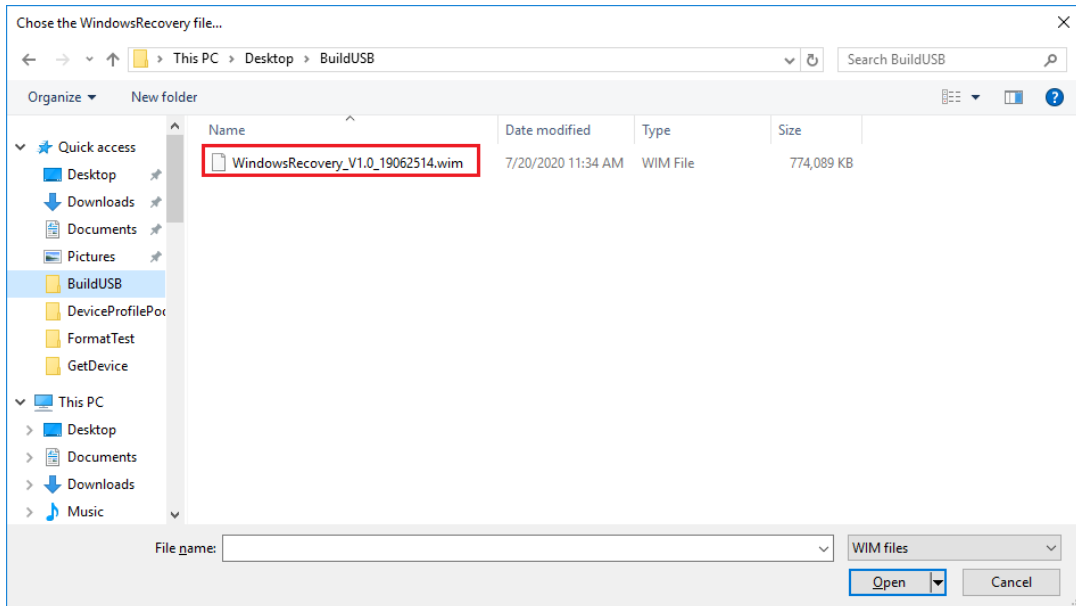 Chose the WindowsRecovery file...
This PC > Desktop > BuildUSB
Search BuildUSB
Organize
New folder
Name
Date modified
Type
Size
WindowsRecovery_V1.0_19062514.wim
7/20/2020 11:34 AM
WIM File
774,089 KB
Quick access
Desktop
Downloads
Documents
Pictures
BuildUSB
DeviceProfilePoo
FormatTest
GetDevice
This PC
Desktop
Documents
Downloads
Music
File name:
WIM files
Open
Cancel